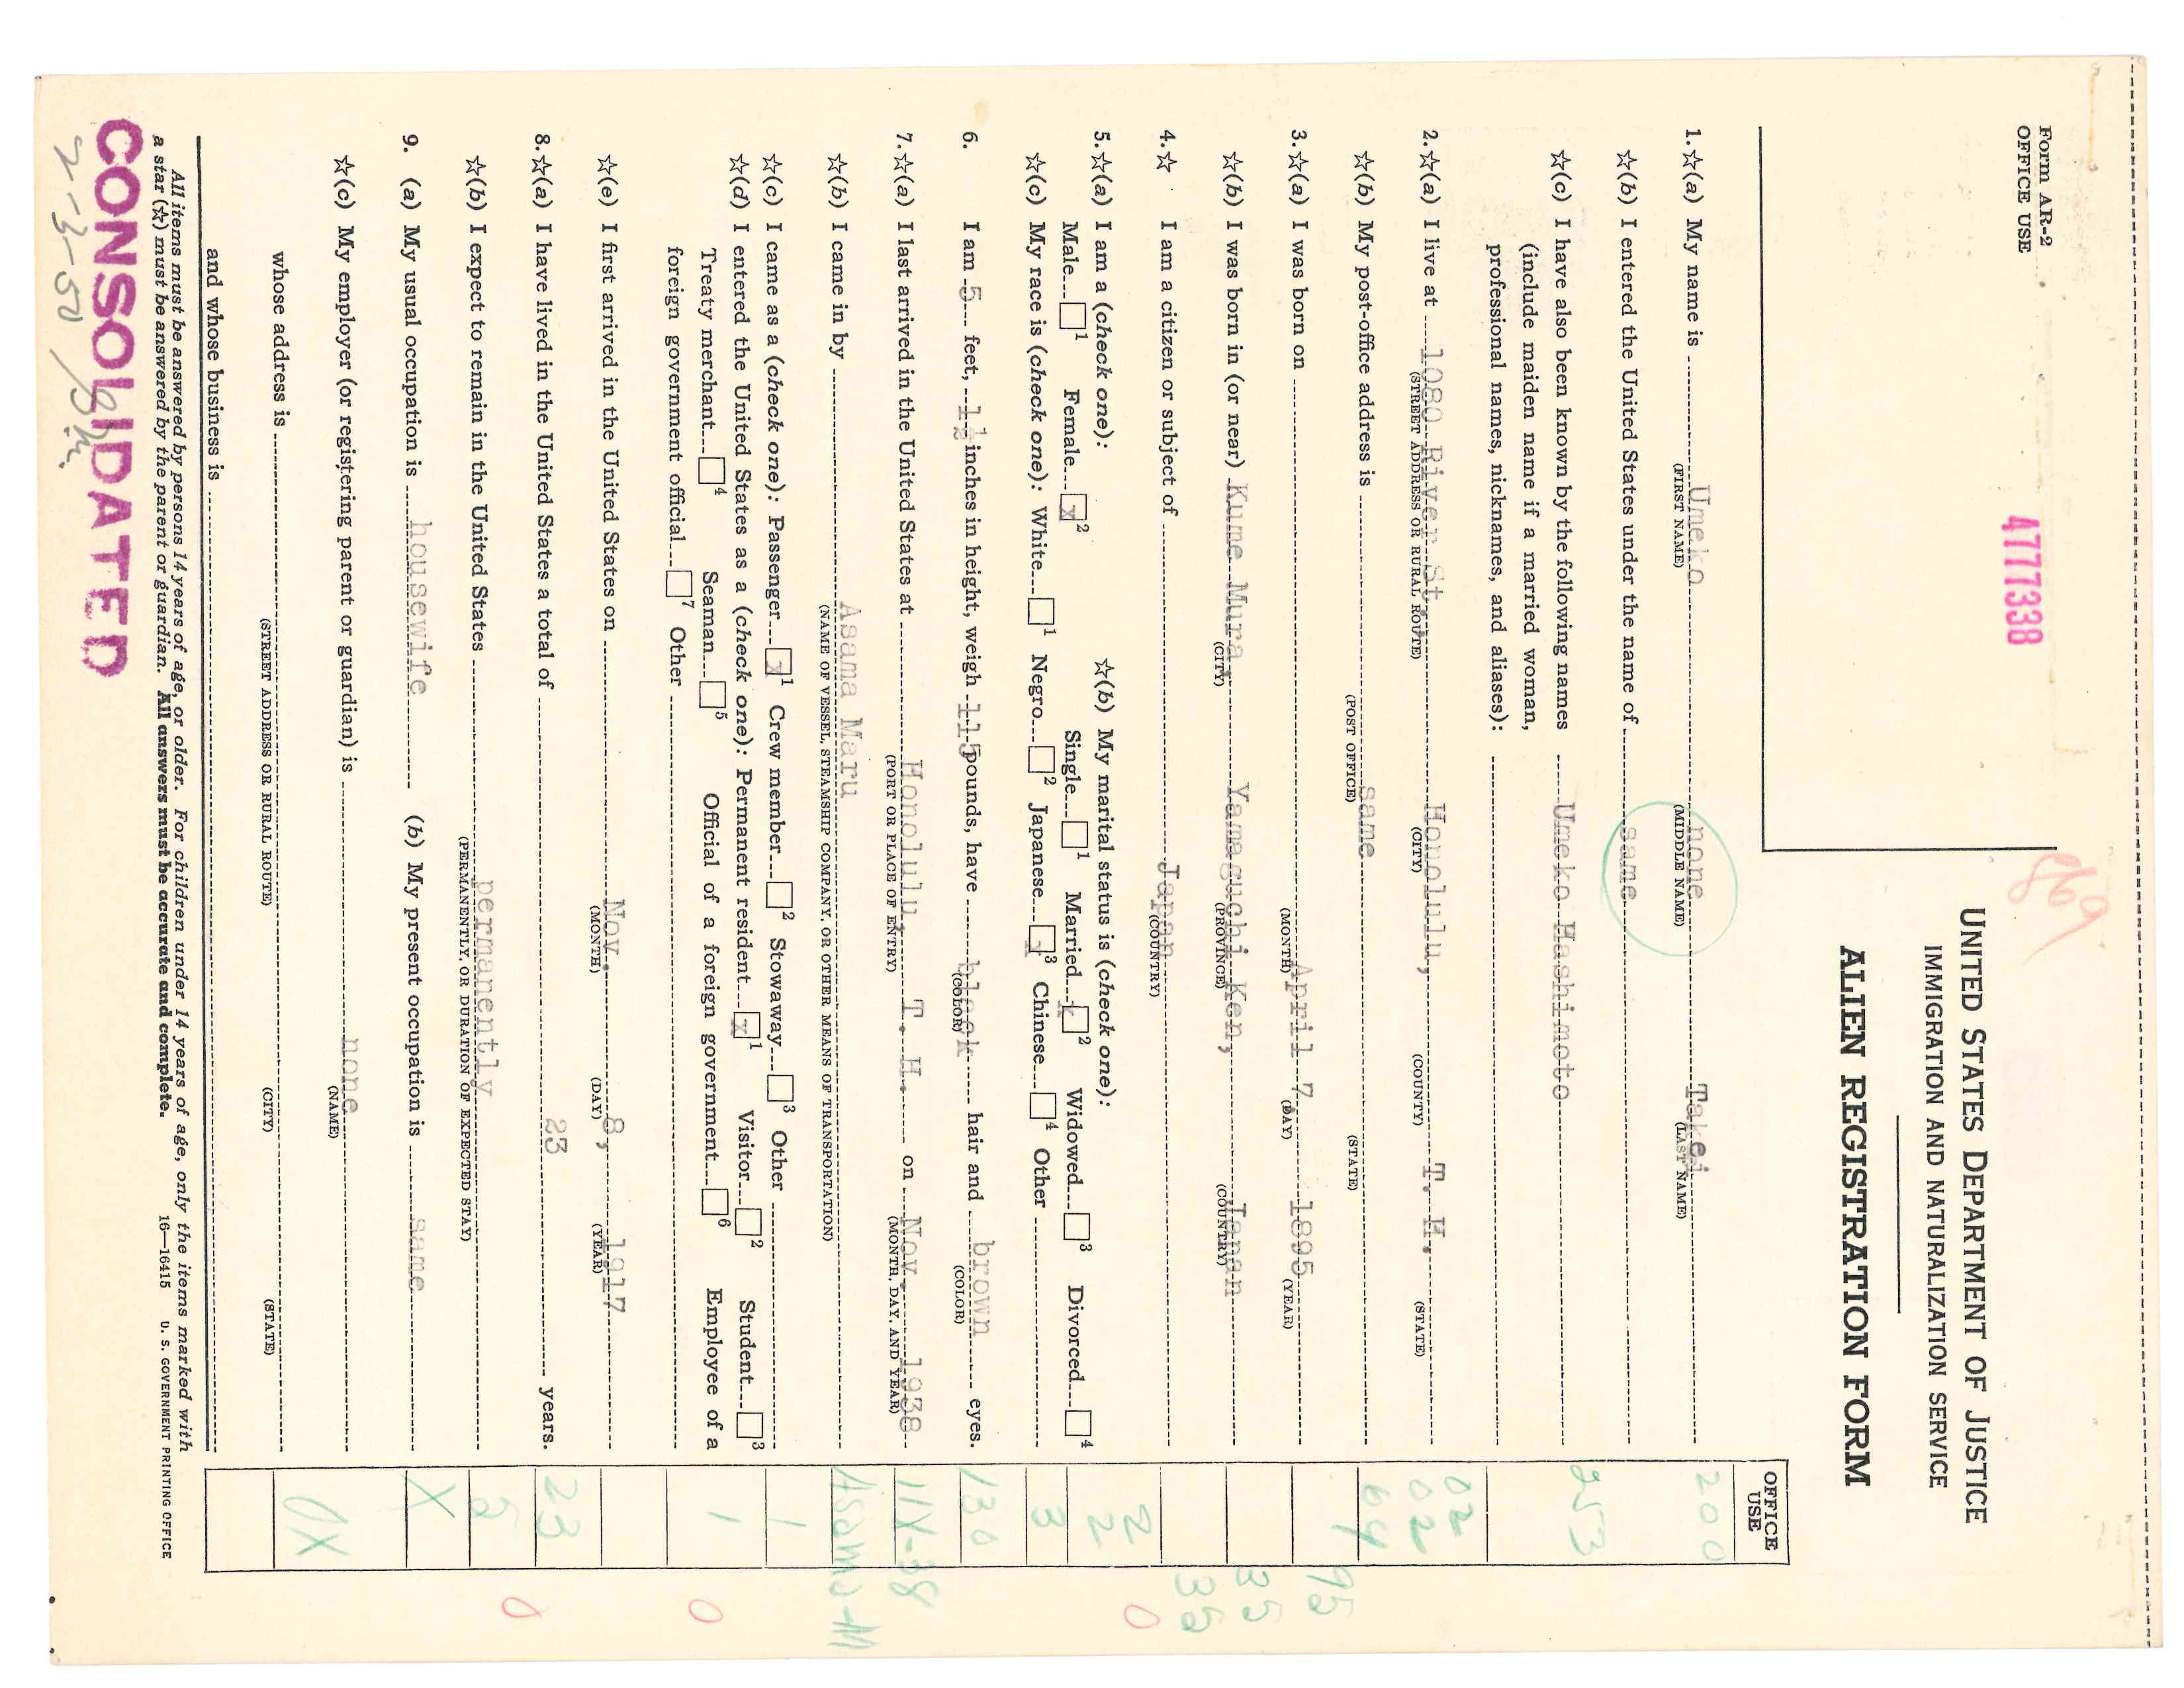 869
Form AR-2
OFFICE USE
4777338
UNITED STATES DEPARTMENT OF JUSTICE
IMMIGRATION AND NATURALIZATION SERVICE
ALIEN REGISTRATION FORM
OFFICE
USE
1.☆(a) My name is Umeko none Takei 200
(FIRST NAME) (MIDDLE NAME) (LAST NAME)
☆(b) I entered the United States under the name of same
☆(c) I have also been known by the following names Umeko Hashimoto 253
(include maiden name if a married woman,
professional names, nicknames, and aliases):
02
2.☆(a) I live at 1080 River St., Honolulu, T. H. 02
(STREET ADDRESS OR RURAL ROUTE) (CITY) (COUNTY) (STATE)
☆(b) My post-office address is same 64
(POST OFFICE) (STATE)
95
3.☆(a) I was born on April 7, 1895
(MONTH) (DAY) (YEAR)
☆(b) I was born in (or near) Kume Mura, Yamaguchi Ken, Japan 35
(CITY) (PROVINCE) (COUNTRY)
35
4.☆ I am a citizen or subject of Japan
(COUNTRY)
2 0
5.☆(a) I am a (check one): ☆(b) My marital status is (check one): 2
Male ☐1 Female ☒2 Single ☐1 Married ☒2 Widowed ☐3 Divorced ☐4
☆(c) My race is (check one): White ☐1 Negro ☐2 Japanese ☒3 Chinese ☐4 Other 3
6. I am 5 feet, 1½ inches in height, weigh 115 pounds, have black hair and brown eyes. 130
(COLOR) (COLOR)
7.☆(a) I last arrived in the United States at Honolulu, T. H. on Nov. 1938 11X-38
(PORT OR PLACE OF ENTRY) (MONTH, DAY, AND YEAR)
☆(b) I came in by Asama Maru Asama-M
(NAME OF VESSEL, STEAMSHIP COMPANY, OR OTHER MEANS OF TRANSPORTATION)
☆(c) I came as a (check one): Passenger ☒1 Crew member ☐2 Stowaway ☐3 Other 1
☆(d) I entered the United States as a (check one): Permanent resident ☒1 Visitor ☐2 Student ☐3
Treaty merchant ☐4 Seaman ☐5 Official of a foreign government ☐6 Employee of a 1 0
foreign government official ☐7 Other
☆(e) I first arrived in the United States on Nov. 8, 1917
(MONTH) (DAY) (YEAR)
8.☆(a) I have lived in the United States a total of 23 years. 23
0
☆(b) I expect to remain in the United States permanently 5
(PERMANENTLY, OR DURATION OF EXPECTED STAY)
9. (a) My usual occupation is housewife (b) My present occupation is same X
☆(c) My employer (or registering parent or guardian) is none 0X
(NAME)
whose address is
(STREET ADDRESS OR RURAL ROUTE) (CITY) (STATE)
and whose business is
All items must be answered by persons 14 years of age, or older. For children under 14 years of age, only the items marked with
a star (☆) must be answered by the parent or guardian. All answers must be accurate and complete. 16—16415 U. S. GOVERNMENT PRINTING OFFICE
CONSOLIDATED
2-3-50